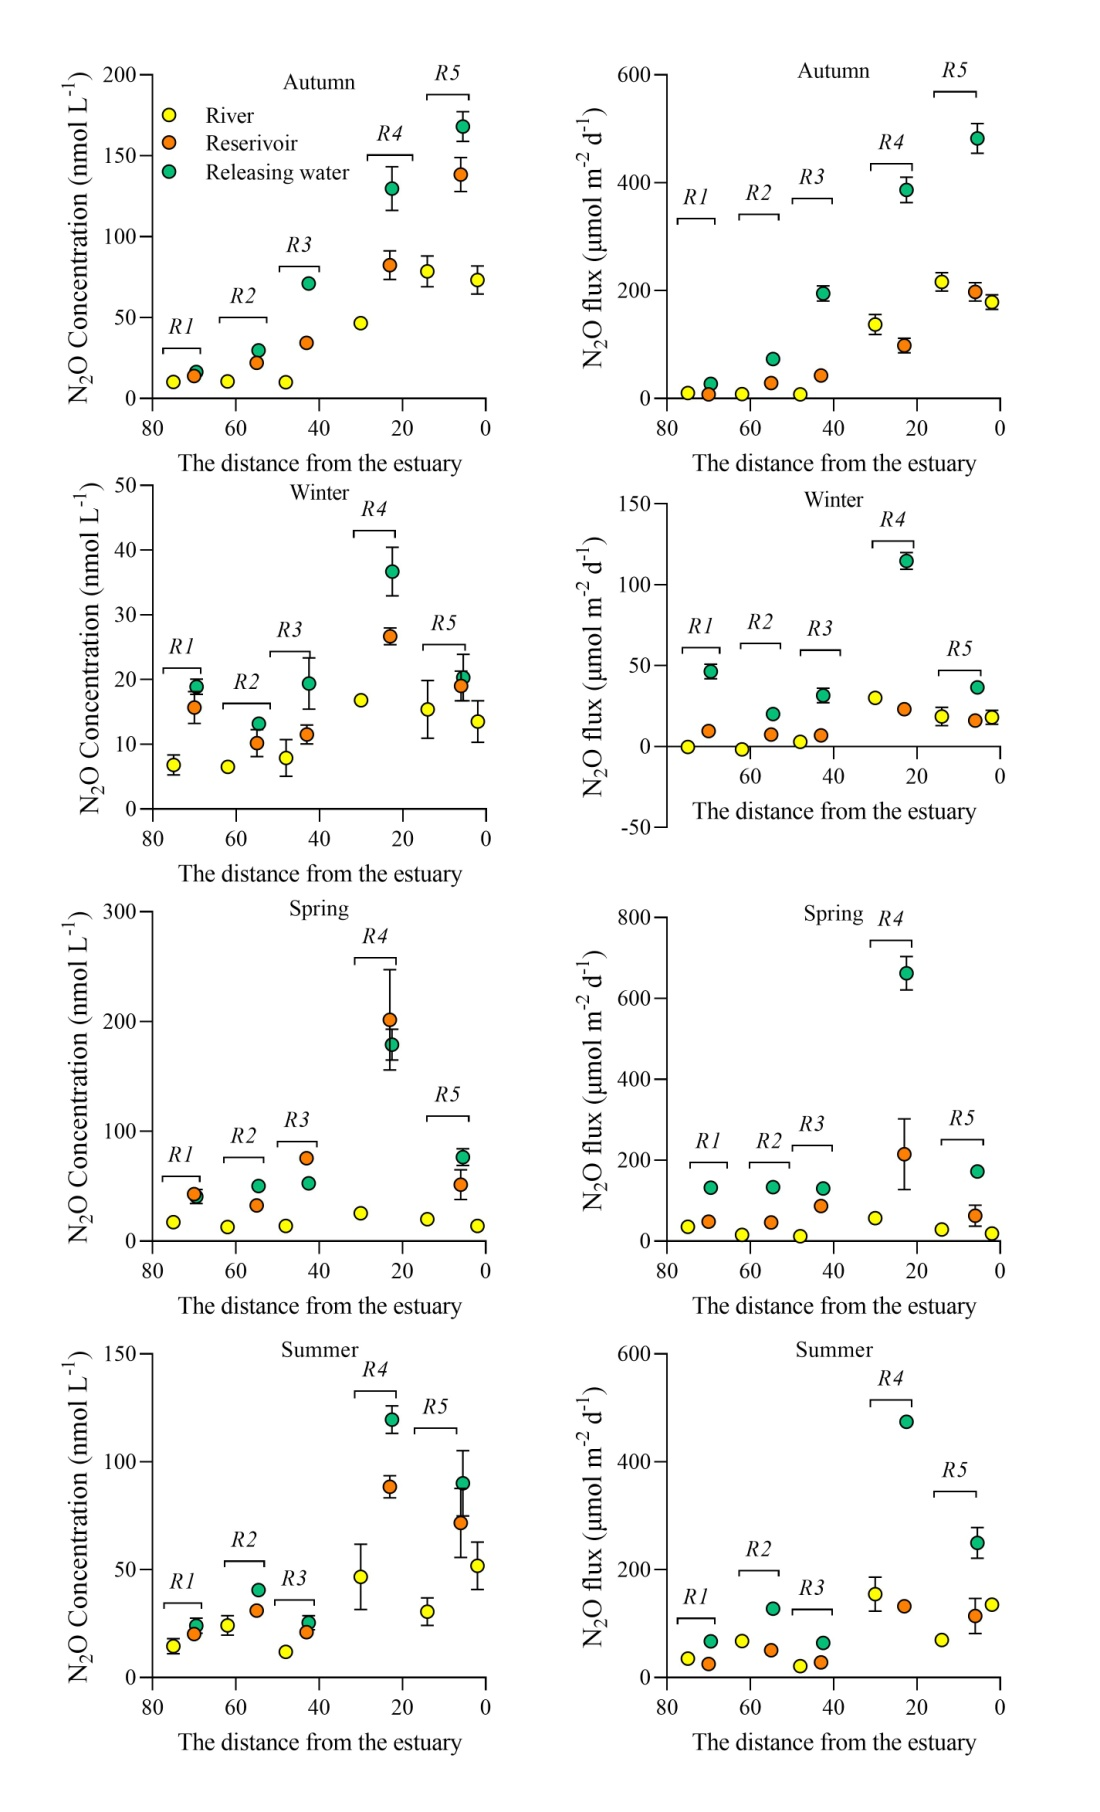 Autumn
N₂O Concentration (nmol L⁻¹)
200
150
100
50
0
River
Reserivoir
Releasing water
R1
R2
R3
R4
R5
80 60 40 20 0
The distance from the estuary
Autumn
N₂O flux (μmol m⁻² d⁻¹)
600
400
200
0
R1
R2
R3
R4
R5
80 60 40 20 0
The distance from the estuary
Winter
N₂O Concentration (nmol L⁻¹)
50
40
30
20
10
0
R1
R2
R3
R4
R5
80 60 40 20 0
The distance from the estuary
Winter
N₂O flux (μmol m⁻² d⁻¹)
150
100
50
0
-50
R1
R2
R3
R4
R5
60 40 20 0
The distance from the estuary
Spring
N₂O Concentration (nmol L⁻¹)
300
200
100
0
R1
R2
R3
R4
R5
80 60 40 20 0
The distance from the estuary
Spring
N₂O flux (μmol m⁻² d⁻¹)
800
600
400
200
0
R1
R2
R3
R4
R5
80 60 40 20 0
The distance from the estuary
Summer
N₂O Concentration (nmol L⁻¹)
150
100
50
0
R1
R2
R3
R4
R5
80 60 40 20 0
The distance from the estuary
Summer
N₂O flux (μmol m⁻² d⁻¹)
600
400
200
0
R1
R2
R3
R4
R5
80 60 40 20 0
The distance from the estuary